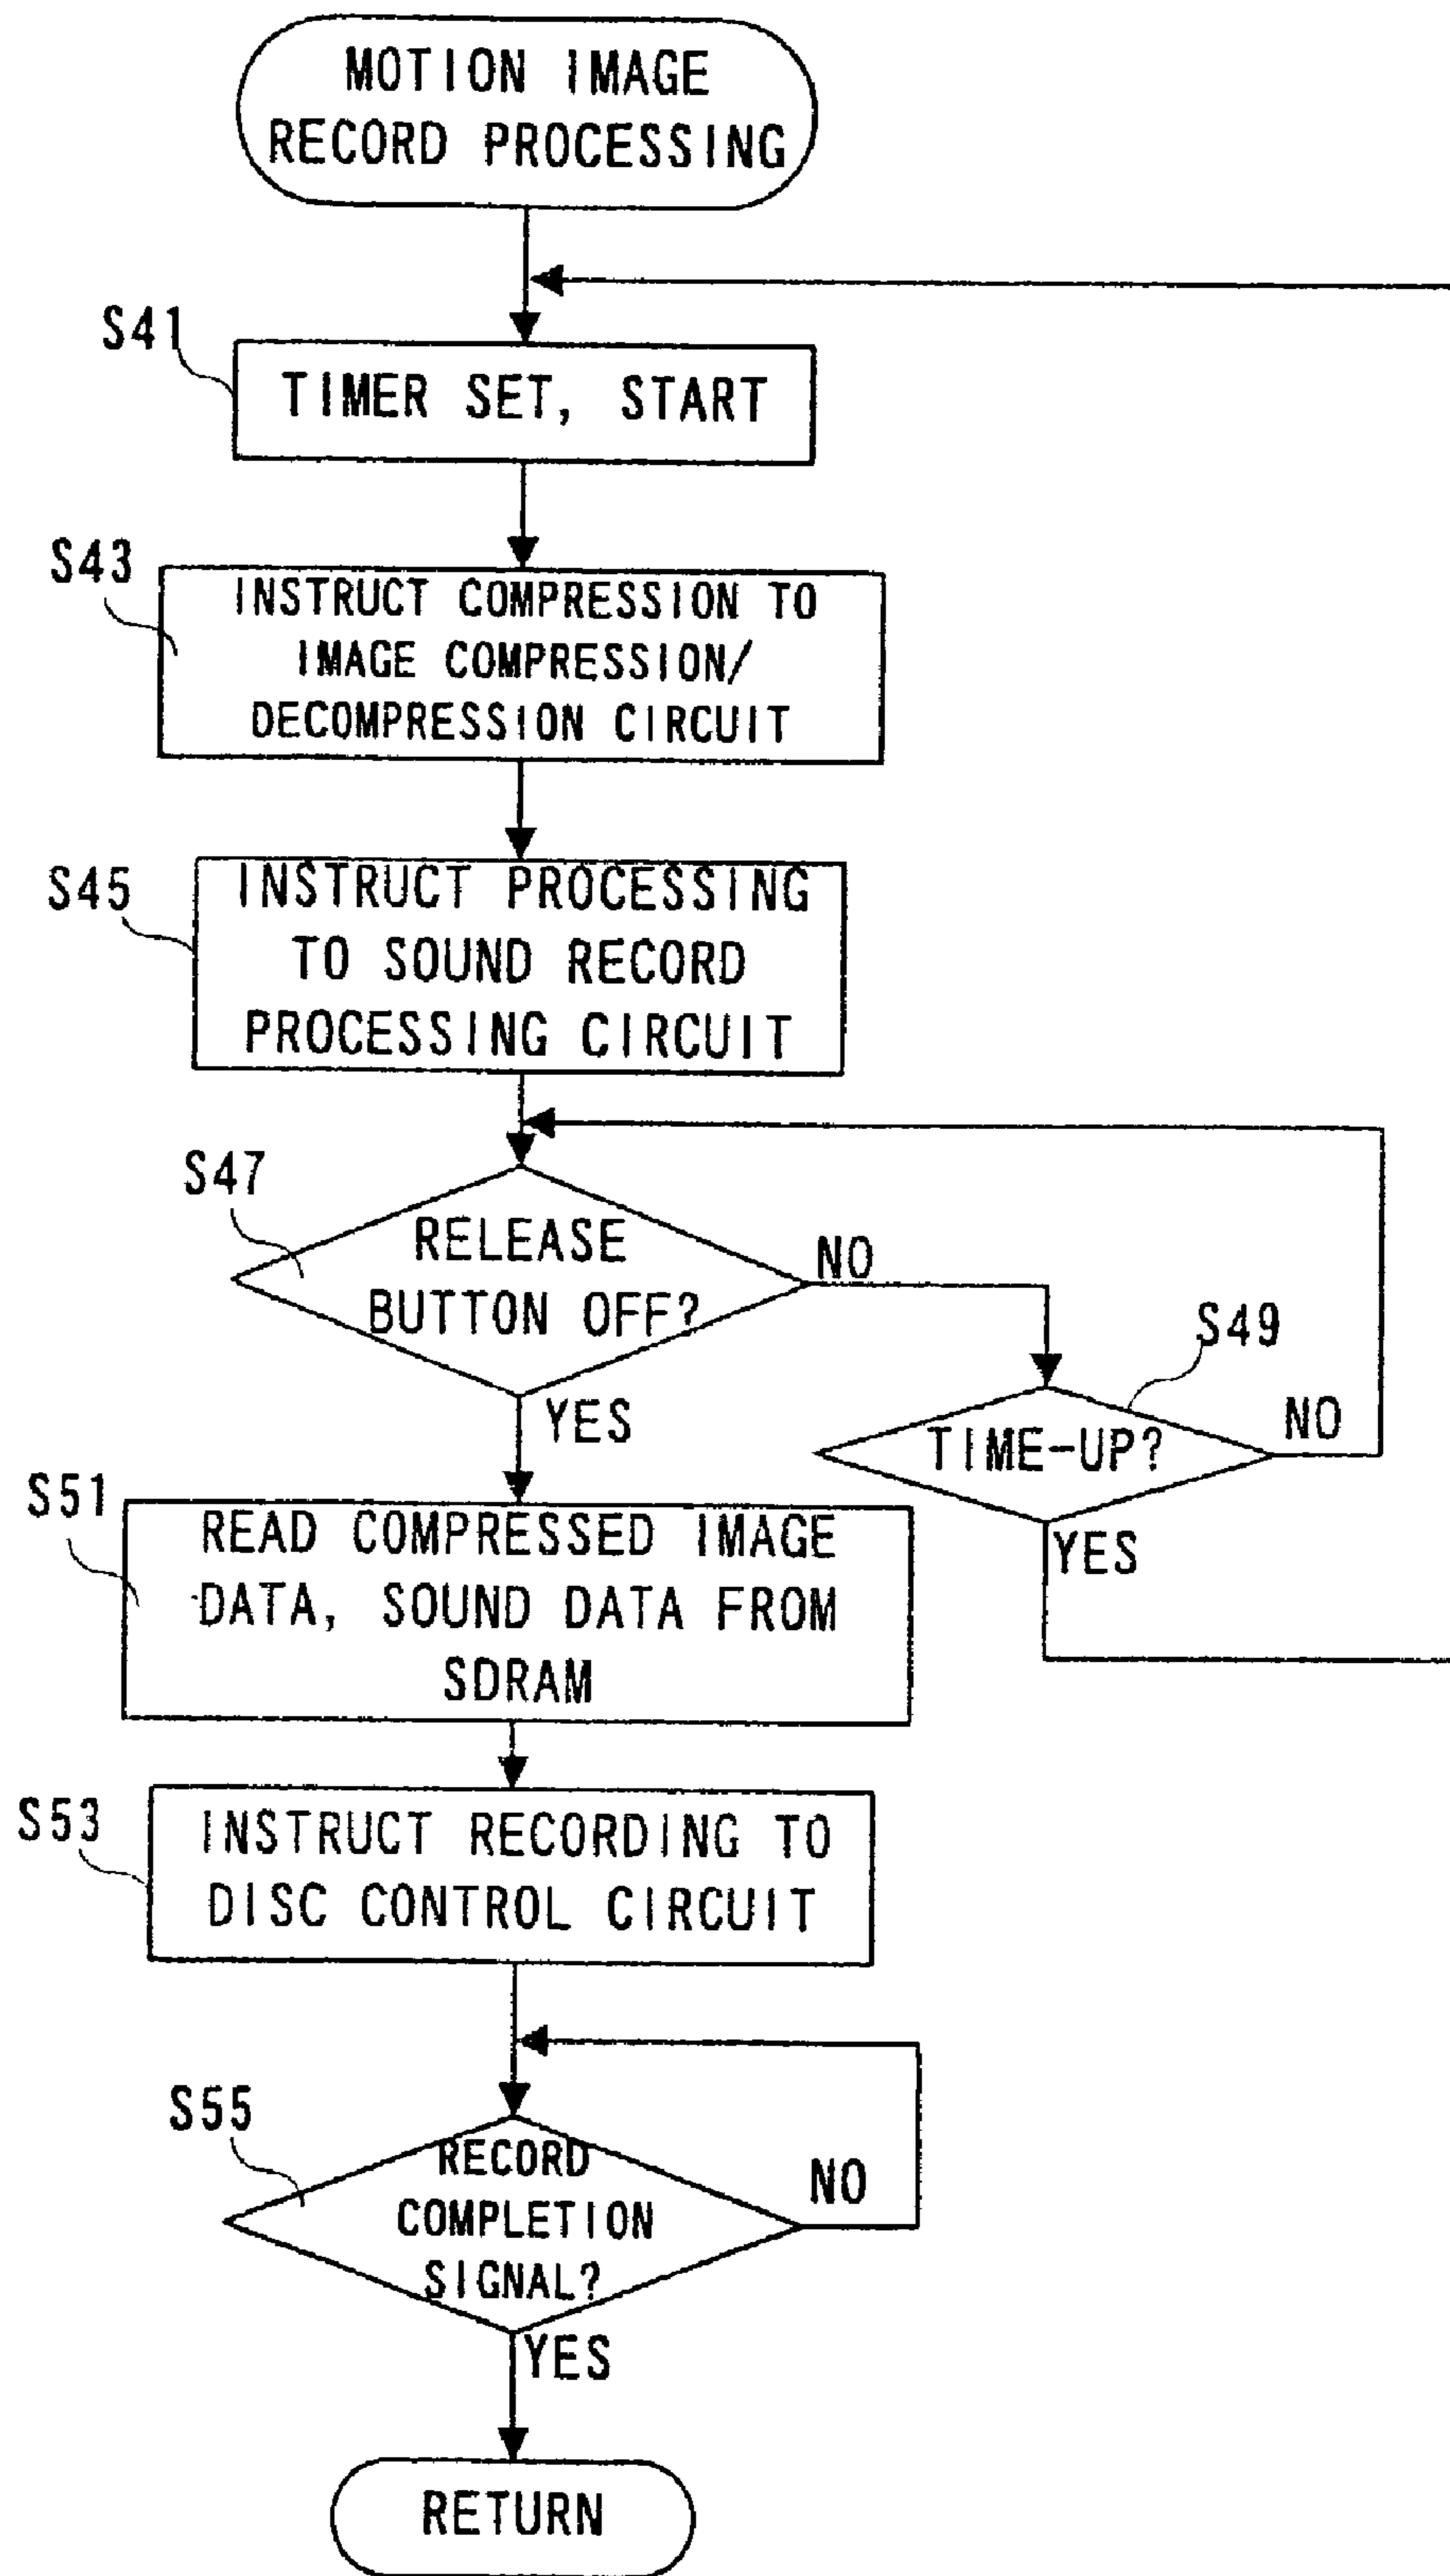 MOTION IMAGE
RECORD PROCESSING
S41
TIMER SET, START
S43
INSTRUCT COMPRESSION TO
IMAGE COMPRESSION/
DECOMPRESSION CIRCUIT
S45
INSTRUCT PROCESSING
TO SOUND RECORD
PROCESSING CIRCUIT
S47
RELEASE
BUTTON OFF?
NO
YES
S49
TIME-UP?
NO
YES
S51
READ COMPRESSED IMAGE
DATA, SOUND DATA FROM
SDRAM
S53
INSTRUCT RECORDING TO
DISC CONTROL CIRCUIT
S55
RECORD
COMPLETION
SIGNAL?
NO
YES
RETURN